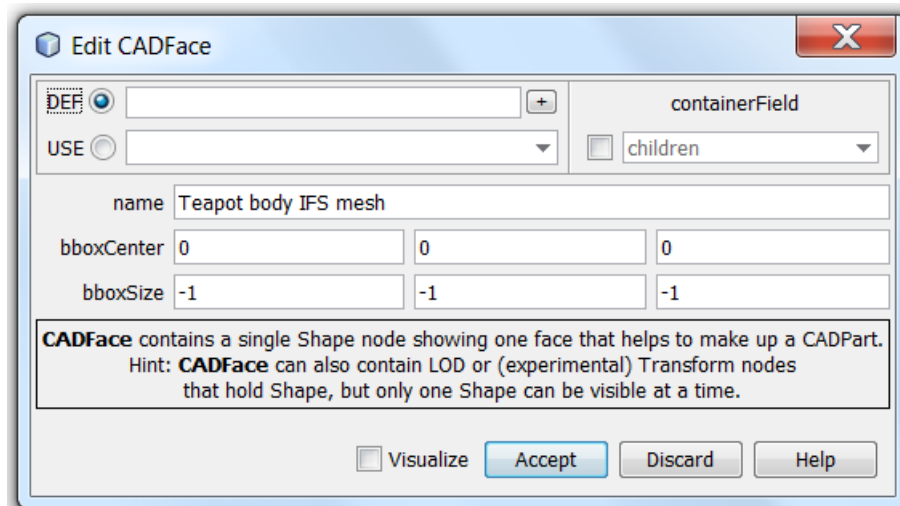 Edit CADFace
X
DEF
+
containerField
USE
children
name Teapot body IFS mesh
bboxCenter 0 0 0
bboxSize -1 -1 -1
CADFace contains a single Shape node showing one face that helps to make up a CADPart.
Hint: CADFace can also contain LOD or (experimental) Transform nodes
that hold Shape, but only one Shape can be visible at a time.
Visualize Accept Discard Help